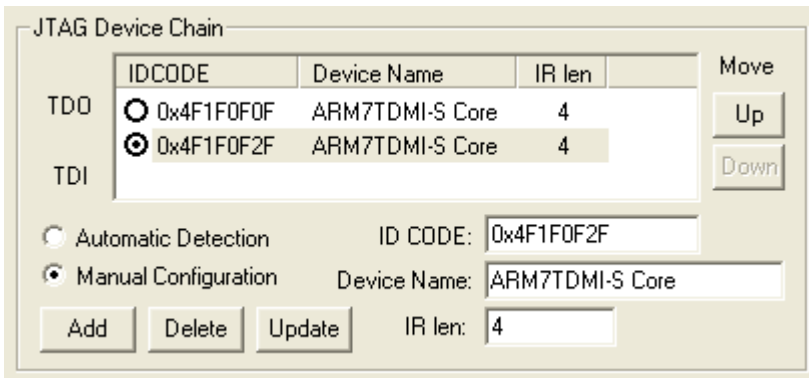 JTAG Device Chain
IDCODE Device Name IR len Move
TDO 0x4F1F0F0F ARM7TDMI-S Core 4 Up
0x4F1F0F2F ARM7TDMI-S Core 4
TDI Down
Automatic Detection ID CODE: 0x4F1F0F2F
Manual Configuration Device Name: ARM7TDMI-S Core
Add Delete Update IR len: 4